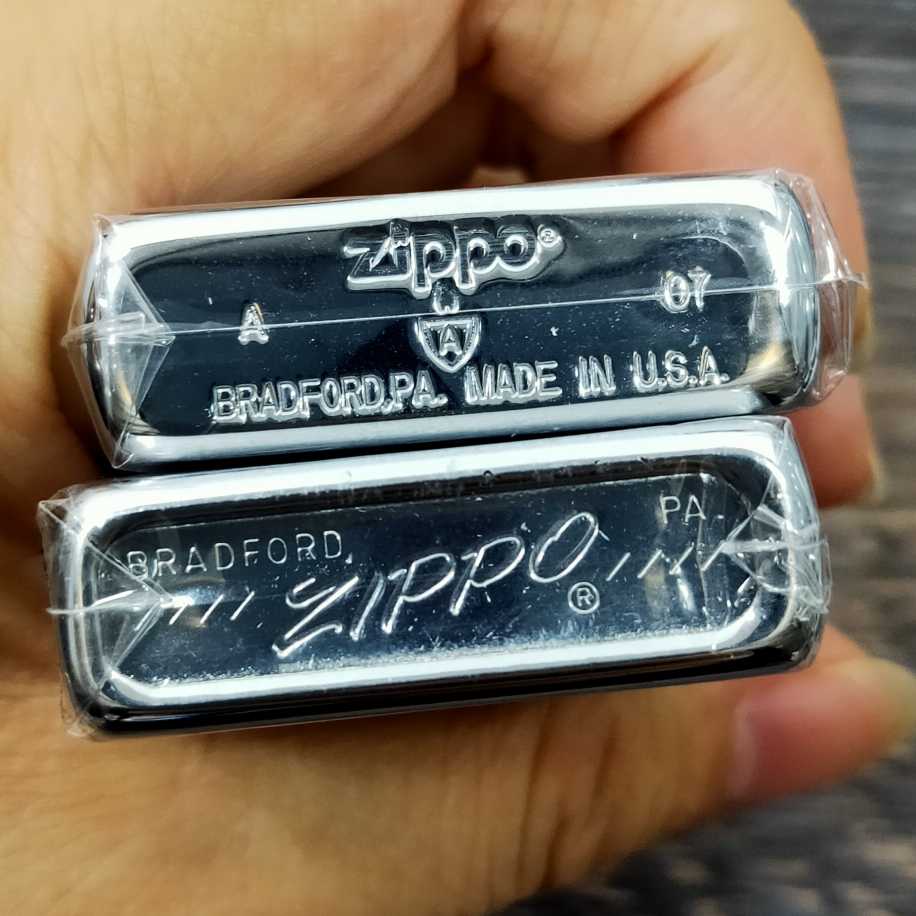 Zippo®
A W 07
A
BRADFORD,PA. MADE IN U.S.A.
BRADFORD, PA.
//// ZIPPO ////
®